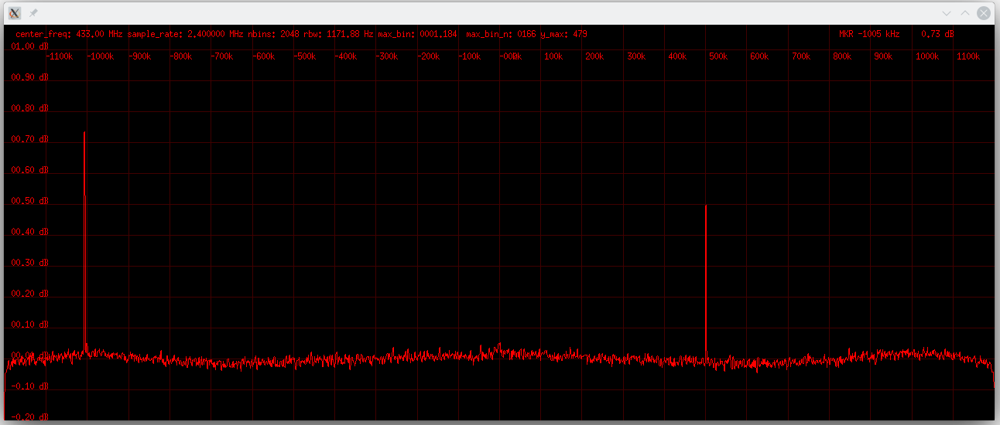 center_freq: 433.00 MHz sample_rate: 2.400000 MHz nbins: 2048 rbw: 1171.88 Hz max_bin: 0001.184 max_bin_n: 0166 y_max: 479 MKR -1005 kHz 0.73 dB
01.00 dB
-1100k -1000k -900k -800k -700k -600k -500k -400k -300k -200k -100k -000k 100k 200k 300k 400k 500k 600k 700k 800k 900k 1000k 1100k
00.90 dB
00.80 dB
00.70 dB
00.60 dB
00.50 dB
00.40 dB
00.30 dB
00.20 dB
00.10 dB
00.00 dB
-0.10 dB
-0.20 dB